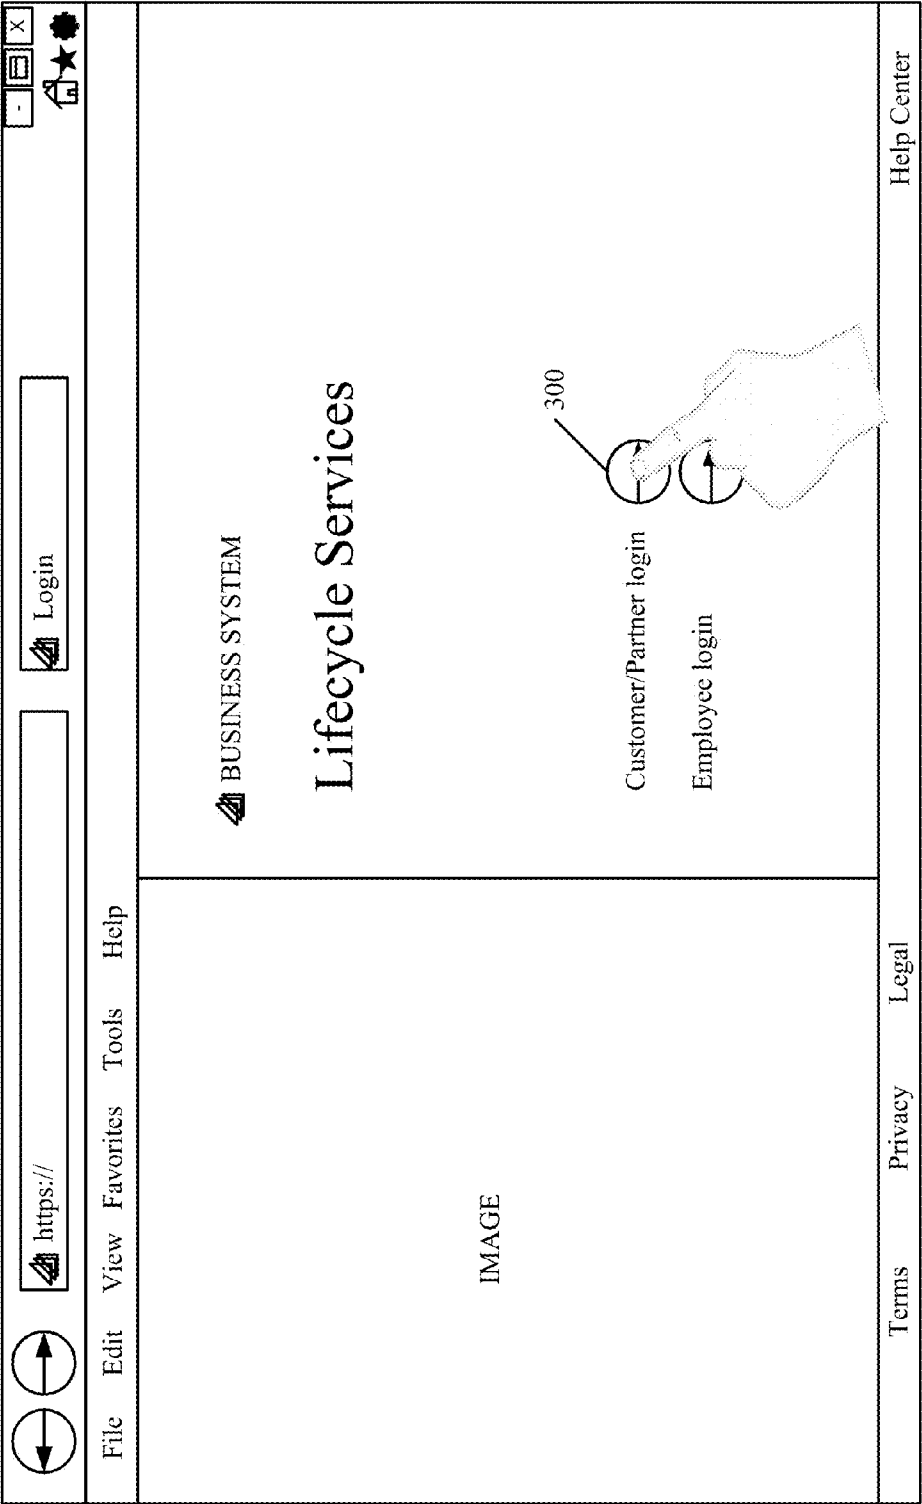 - X
https://
Login
File Edit View Favorites Tools Help
BUSINESS SYSTEM
Lifecycle Services
300
Customer/Partner login
Employee login
IMAGE
Terms Privacy Legal Help Center